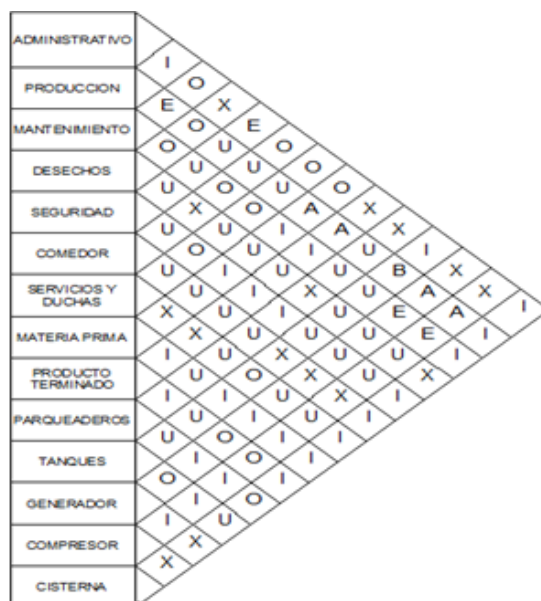 ADMINISTRATIVO
I
O
PRODUCCION
E X
O E
MANTENIMIENTO
O U O
U U O
DESECHOS
U O U O
X O A X
SEGURIDAD
U U I A X
O U I U I
COMEDOR
U I U U B X
U I X U A X
SERVICIOS Y
DUCHAS
X U I U E A I
X U U U E I
MATERIA PRIMA
I U X U U I
U O X U X
PRODUCTO
TERMINADO
I I U X I
U I U I
PARQUEADEROS
U O I I
I O I
TANQUES
O I I
I O
GENERADOR
I U
X
COMPRESOR
X
CISTERNA